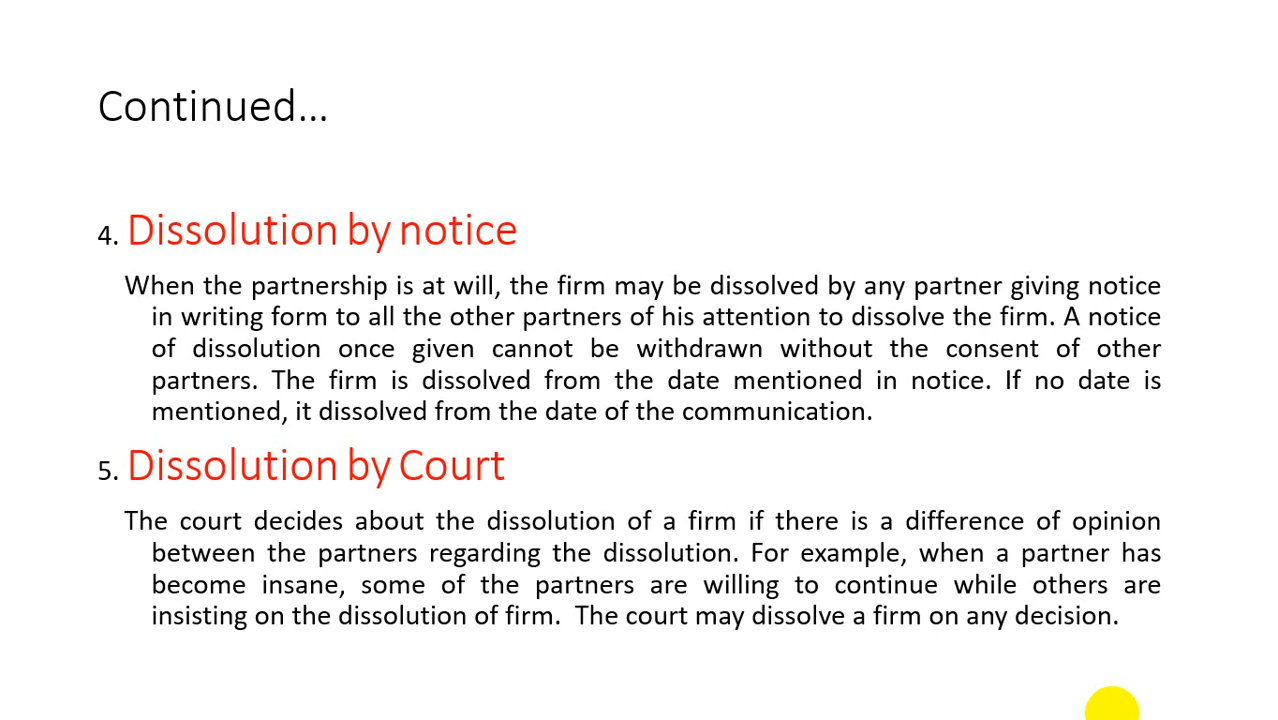 Continued...
4. Dissolution by notice
When the partnership is at will, the firm may be dissolved by any partner giving notice
in writing form to all the other partners of his attention to dissolve the firm. A notice
of dissolution once given cannot be withdrawn without the consent of other
partners. The firm is dissolved from the date mentioned in notice. If no date is
mentioned, it dissolved from the date of the communication.
5. Dissolution by Court
The court decides about the dissolution of a firm if there is a difference of opinion
between the partners regarding the dissolution. For example, when a partner has
become insane, some of the partners are willing to continue while others are
insisting on the dissolution of firm. The court may dissolve a firm on any decision.